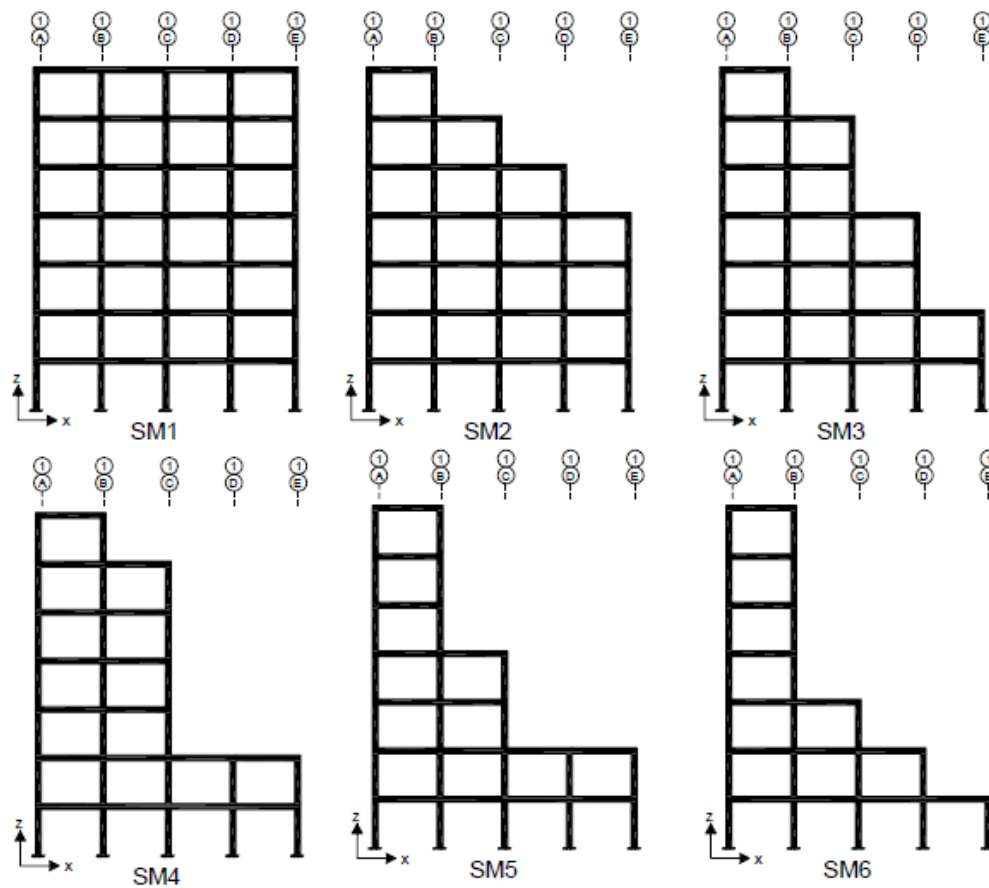 1 1 1 1 1 1 1 1 1 1 1 1 1 1 1
A B C D E A B C D E A B C D E
z x z x z x
SM1 SM2 SM3
1 1 1 1 1 1 1 1 1 1 1 1 1 1 1
A B C D E A B C D E A B C D E
z x z x z x
SM4 SM5 SM6